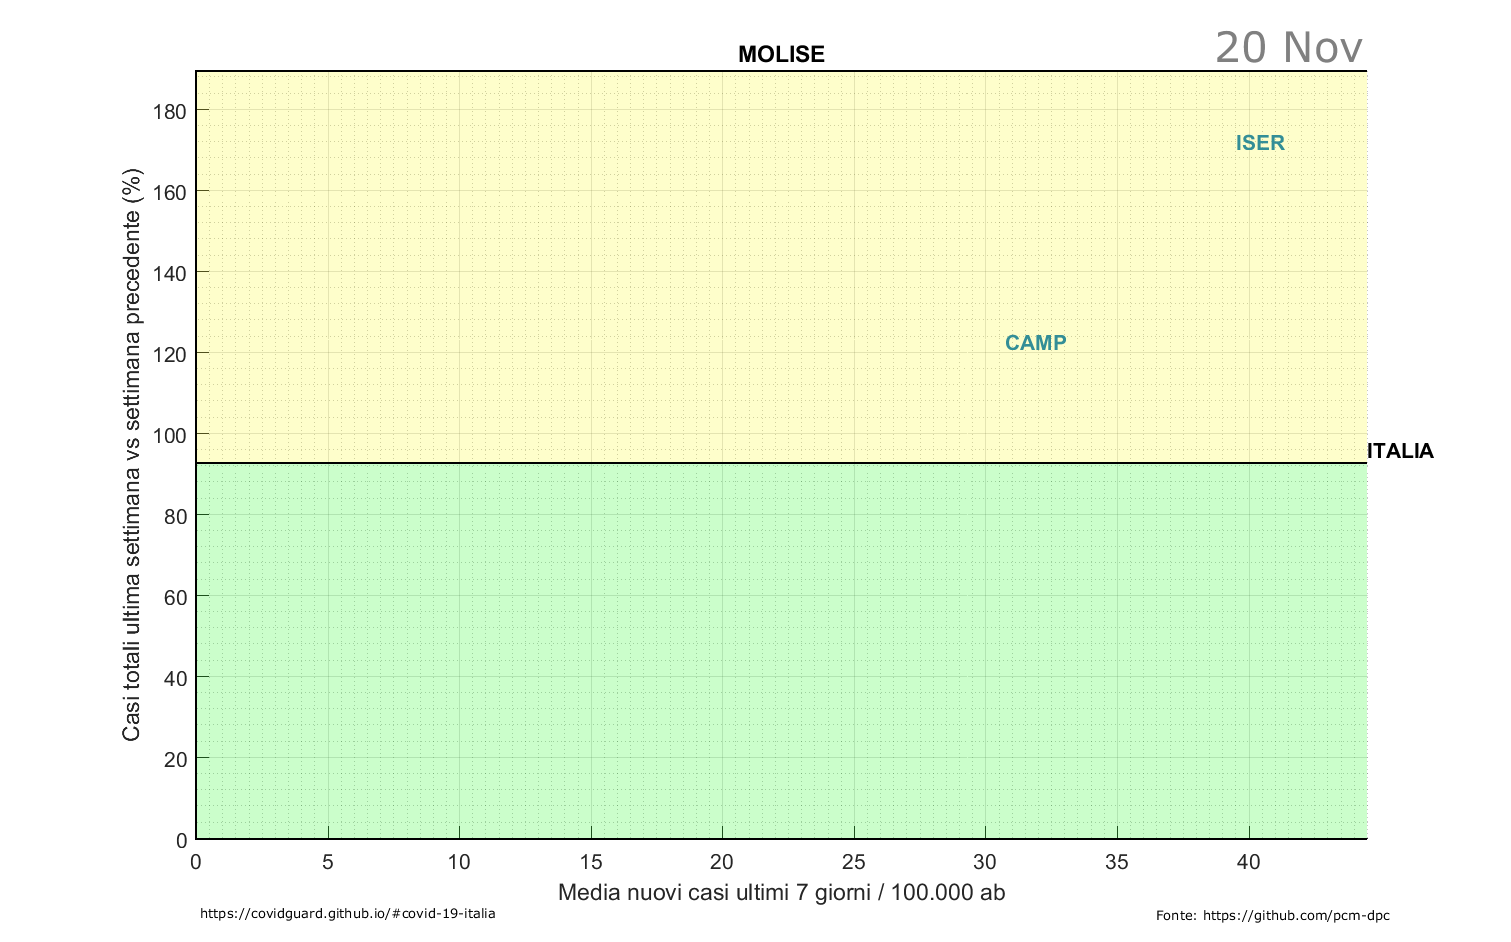 MOLISE
20 Nov
Casi totali ultima settimana vs settimana precedente (%)
180
160
140
120
100
80
60
40
20
0
ISER
CAMP
ITALIA
0 5 10 15 20 25 30 35 40
Media nuovi casi ultimi 7 giorni / 100.000 ab
https://covidguard.github.io/#covid-19-italia
Fonte: https://github.com/pcm-dpc